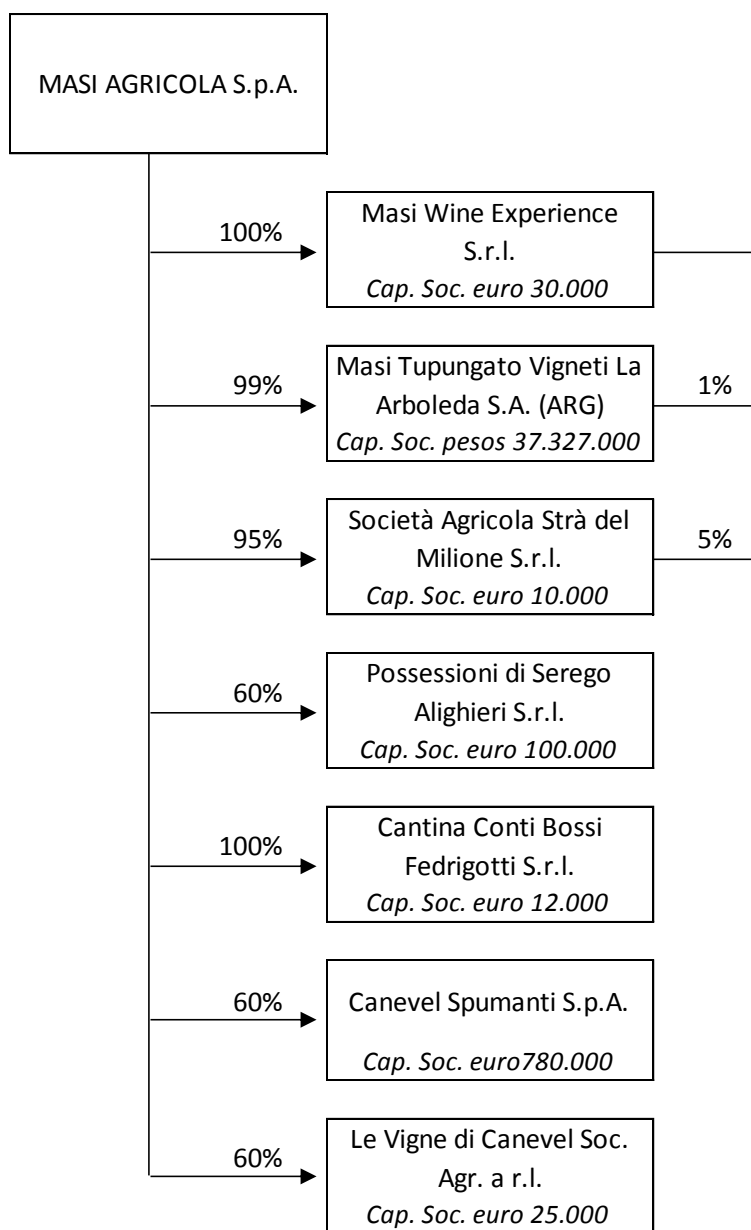 MASI AGRICOLA S.p.A.
100%
Masi Wine Experience
S.r.l.
Cap. Soc. euro 30.000
99%
Masi Tupungato Vigneti La
Arboleda S.A. (ARG)
Cap. Soc. pesos 37.327.000
1%
95%
Società Agricola Strà del
Milione S.r.l.
Cap. Soc. euro 10.000
5%
60%
Possessioni di Serego
Alighieri S.r.l.
Cap. Soc. euro 100.000
100%
Cantina Conti Bossi
Fedrigotti S.r.l.
Cap. Soc. euro 12.000
60%
Canevel Spumanti S.p.A.
Cap. Soc. euro780.000
60%
Le Vigne di Canevel Soc.
Agr. a r.l.
Cap. Soc. euro 25.000